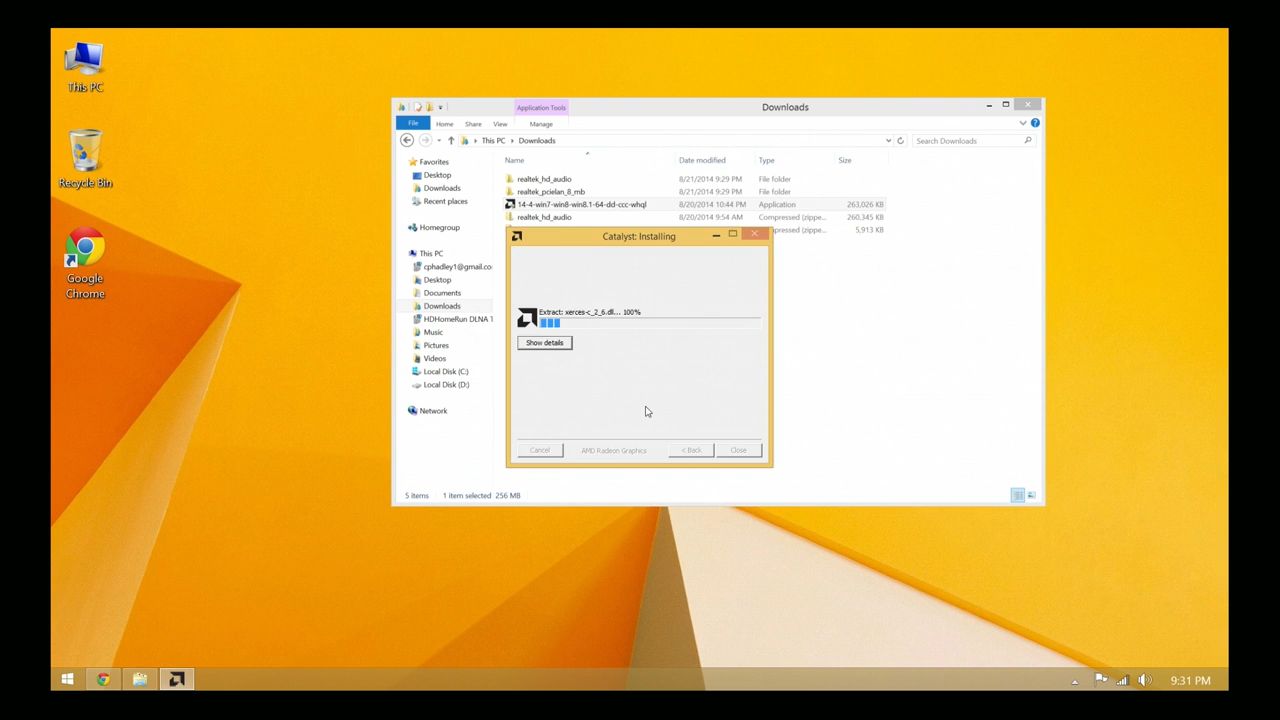 This PC
Recycle Bin
Google
Chrome
Application Tools
Downloads
File Home Share View Manage
This PC Downloads
Search Downloads
Name Date modified Type Size
realtek_hd_audio 8/21/2014 9:29 PM File folder
realtek_pcielan_8_mb 8/21/2014 9:29 PM File folder
14-4-win7-win8-win8.1-64-dd-ccc-whql 8/20/2014 10:44 PM Application 263,026 KB
realtek_hd_audio 8/20/2014 9:54 AM Compressed (zippe... 260,345 KB
pressed (zippe... 5,913 KB
Favorites
Desktop
Downloads
Recent places
Homegroup
This PC
cphadley1@gmail.co
Desktop
Documents
Downloads
HDHomeRun DLNA 1
Music
Pictures
Videos
Local Disk (C:)
Local Disk (D:)
Network
Catalyst: Installing
Extract: xerces-c_2_6.dl... 100%
Show details
Cancel AMD Radeon Graphics < Back Close
5 items 1 item selected 256 MB
9:31 PM